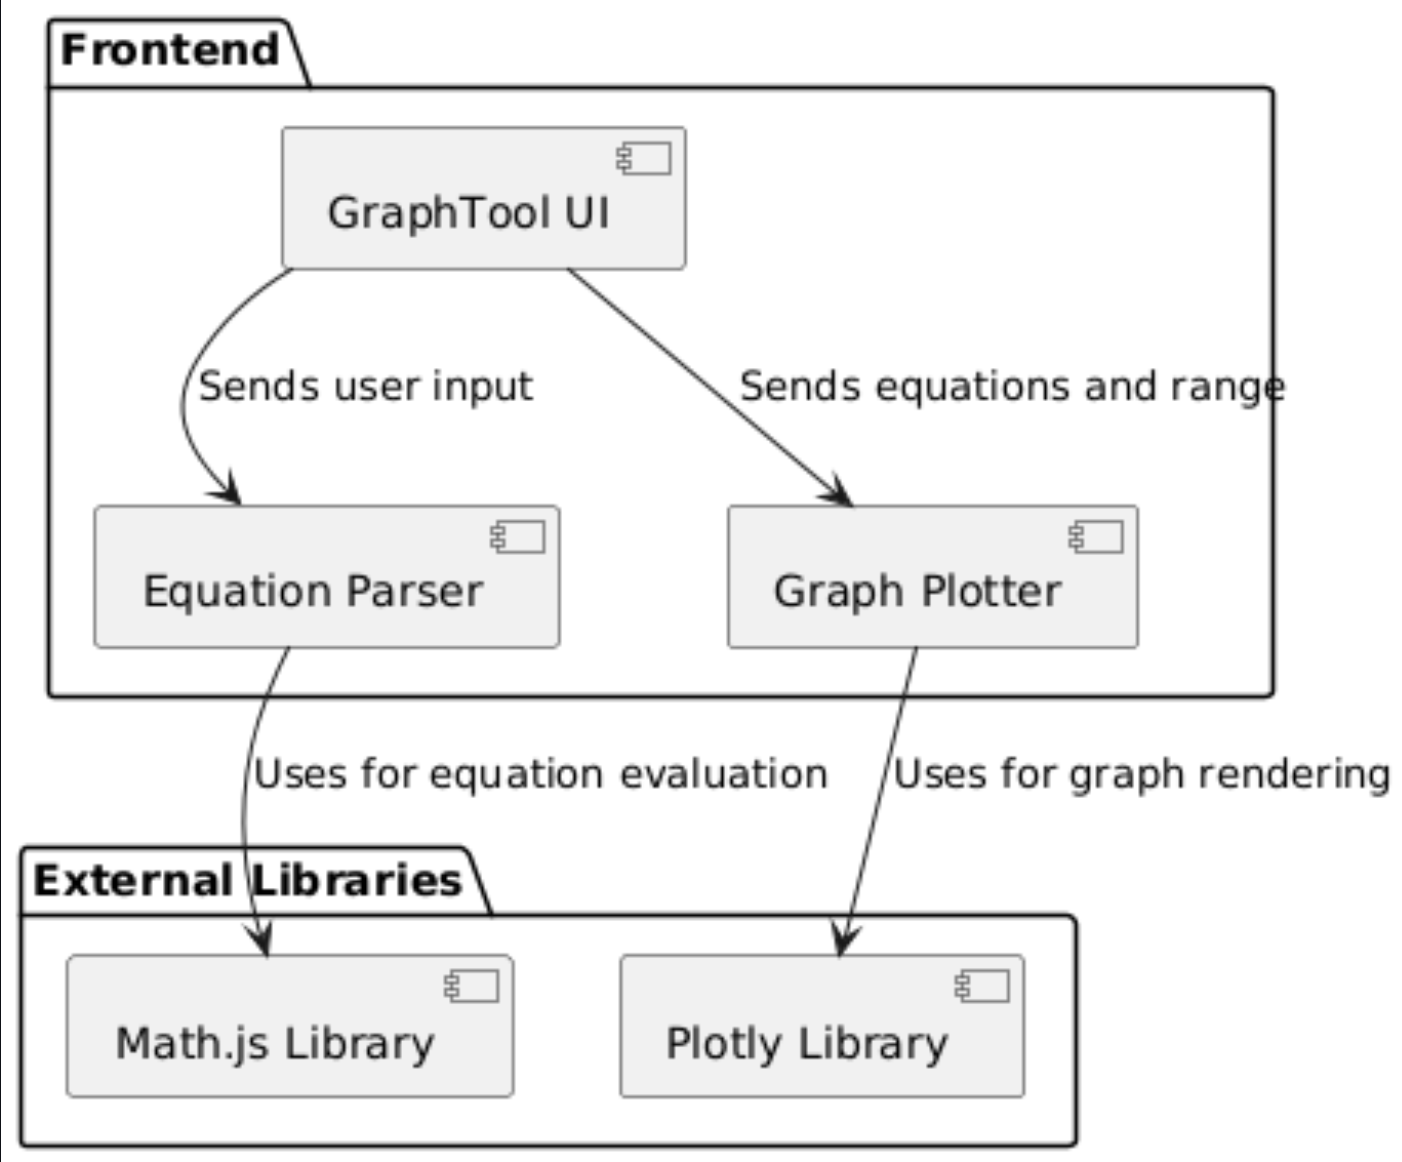 Frontend
GraphTool UI
Sends user input
Sends equations and range
Equation Parser
Graph Plotter
Uses for equation evaluation
Uses for graph rendering
External Libraries
Math.js Library
Plotly Library